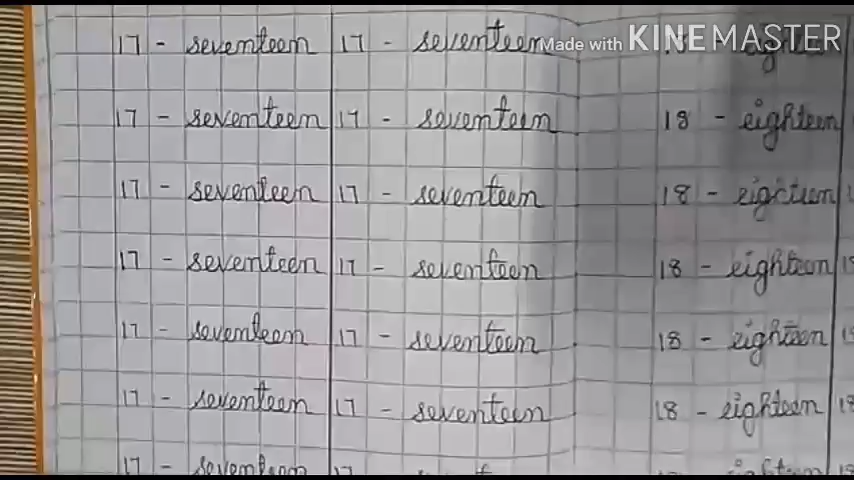 17 - seventeen 17 - seventeen
Made with KINEMASTER
17 - seventeen 17 - seventeen 18 - eighteen
17 - seventeen 17 - seventeen 18 - eigcteen
17 - seventeen 17 - seventeen 18 - eighteen
17 - seventeen 17 - seventeen 18 - eighteen
17 - seventeen 17 - seventeen 18 - eighteen
17 - seventeen 17